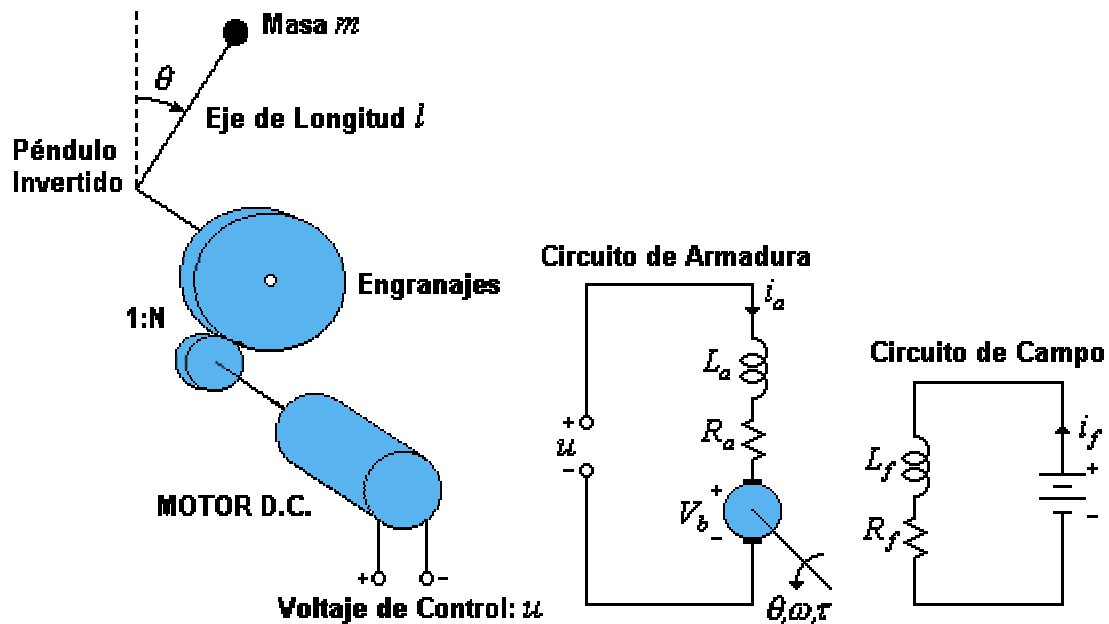 Masa m
θ
Eje de Longitud l
Péndulo
Invertido
Engranajes
1:N
MOTOR D.C.
+ -
Voltaje de Control: u
Circuito de Armadura
i_a
L_a
R_a
+
u
-
+
V_b
-
θ,ω,τ
Circuito de Campo
i_f
L_f
R_f
+
-